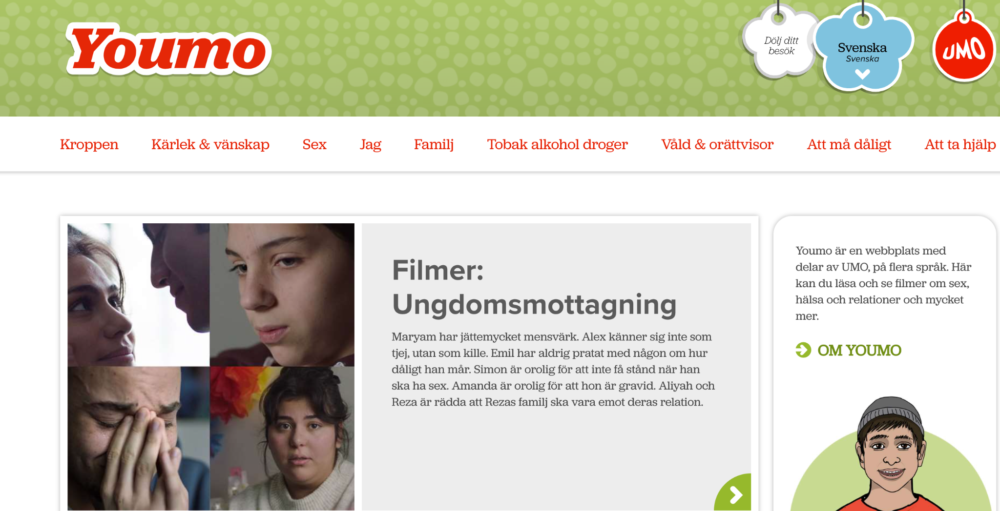 Youmo
Dölj ditt
besök
Svenska
Svenska
UMO
Kroppen
Kärlek & vänskap
Sex
Jag
Familj
Tobak alkohol droger
Våld & orättvisor
Att må dåligt
Att ta hjälp
Filmer:
Ungdomsmottagning
Maryam har jättemycket mensvärk. Alex känner sig inte som
tjej, utan som kille. Emil har aldrig pratat med någon om hur
dåligt han mår. Simon är orolig för att inte få stånd när han
ska ha sex. Amanda är orolig för att hon är gravid. Aliyah och
Reza är rädda att Rezas familj ska vara emot deras relation.
Youmo är en webbplats med
delar av UMO, på flera språk. Här
kan du läsa och se filmer om sex,
hälsa och relationer och mycket
mer.
OM YOUMO